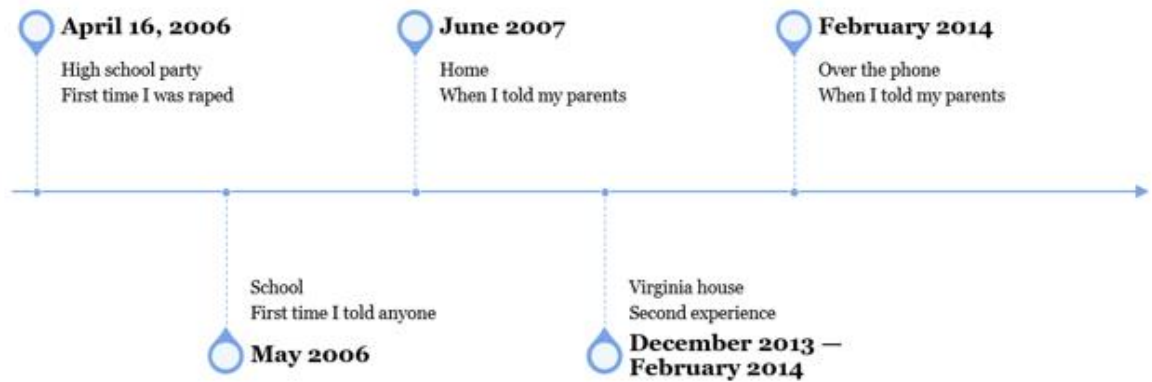 April 16, 2006
High school party
First time I was raped
June 2007
Home
When I told my parents
February 2014
Over the phone
When I told my parents
School
First time I told anyone
May 2006
Virginia house
Second experience
December 2013 —
February 2014